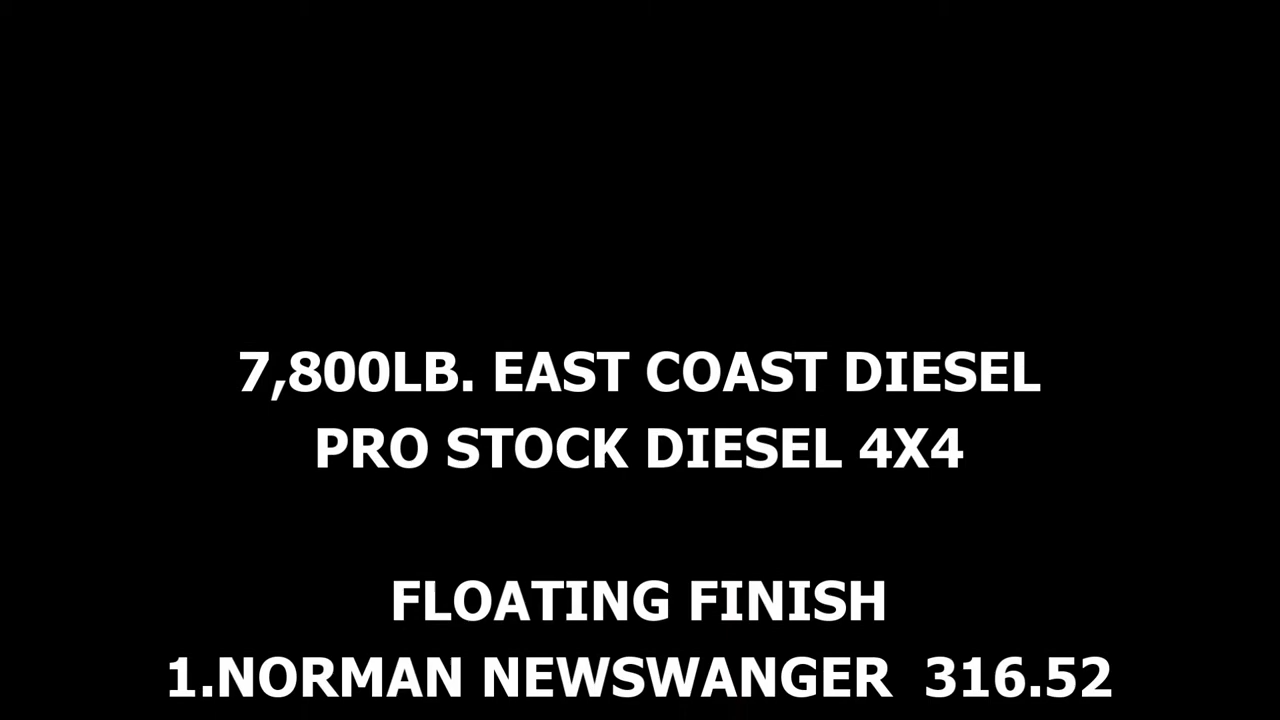 7,800LB. EAST COAST DIESEL
PRO STOCK DIESEL 4X4
FLOATING FINISH
1.NORMAN NEWSWANGER 316.52